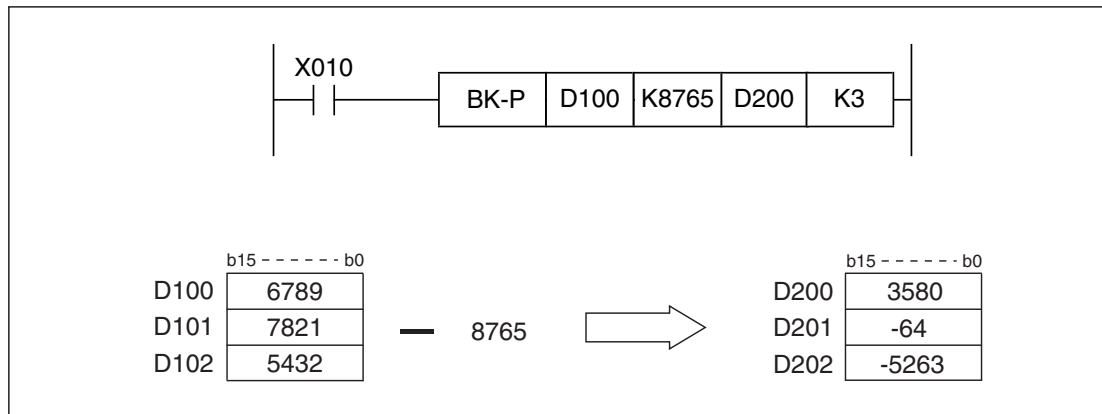 X010
BK-P D100 K8765 D200 K3
b15 - - - - - - b0 b15 - - - - - - b0
D100 6789 D200 3580
D101 7821 — 8765 D201 -64
D102 5432 D202 -5263